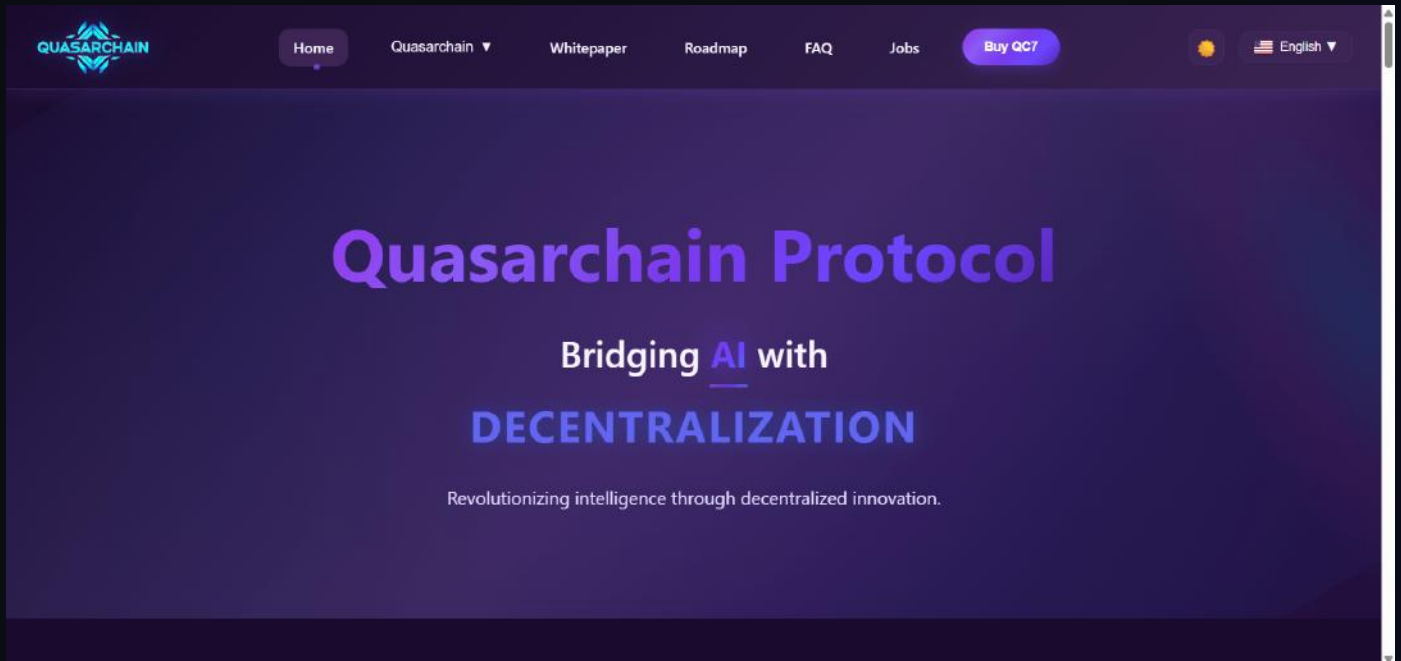 QUASARCHAIN
Home
Quasarchain ▼
Whitepaper
Roadmap
FAQ
Jobs
Buy QC7
English ▼
Quasarchain Protocol
Bridging AI with
DECENTRALIZATION
Revolutionizing intelligence through decentralized innovation.